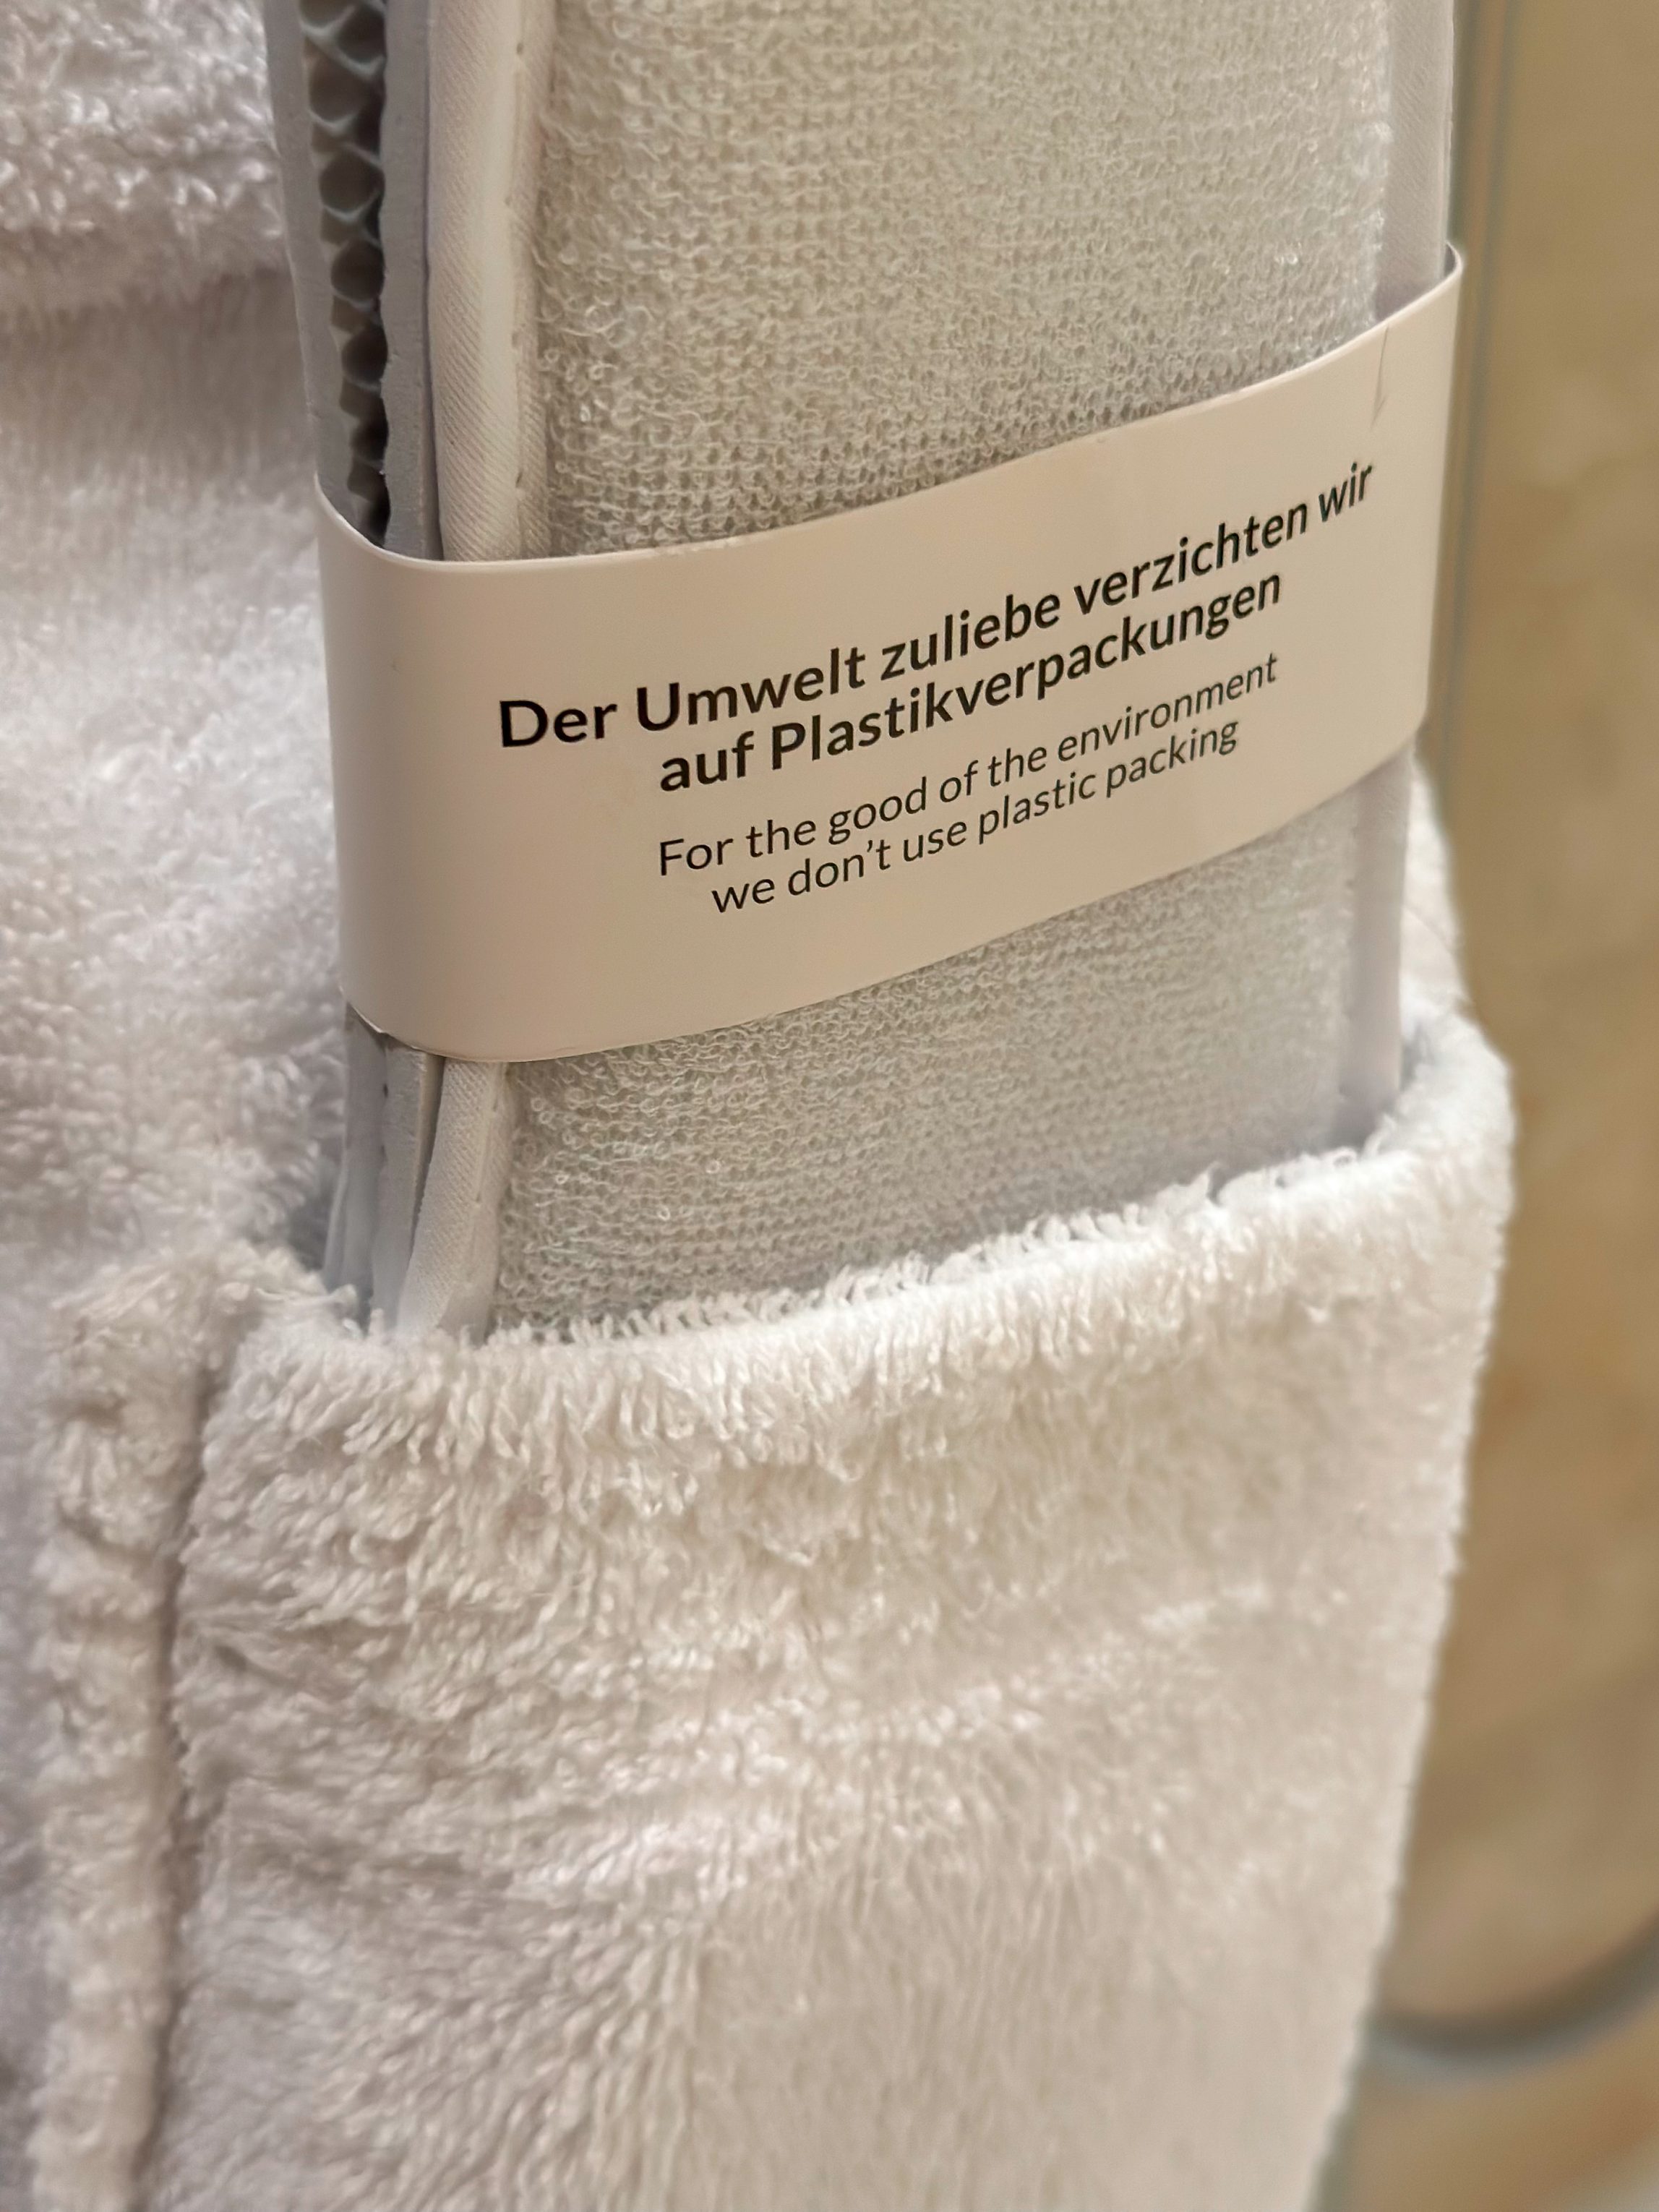 Der Umwelt zuliebe verzichten wir
auf Plastikverpackungen
For the good of the environment
we don’t use plastic packing